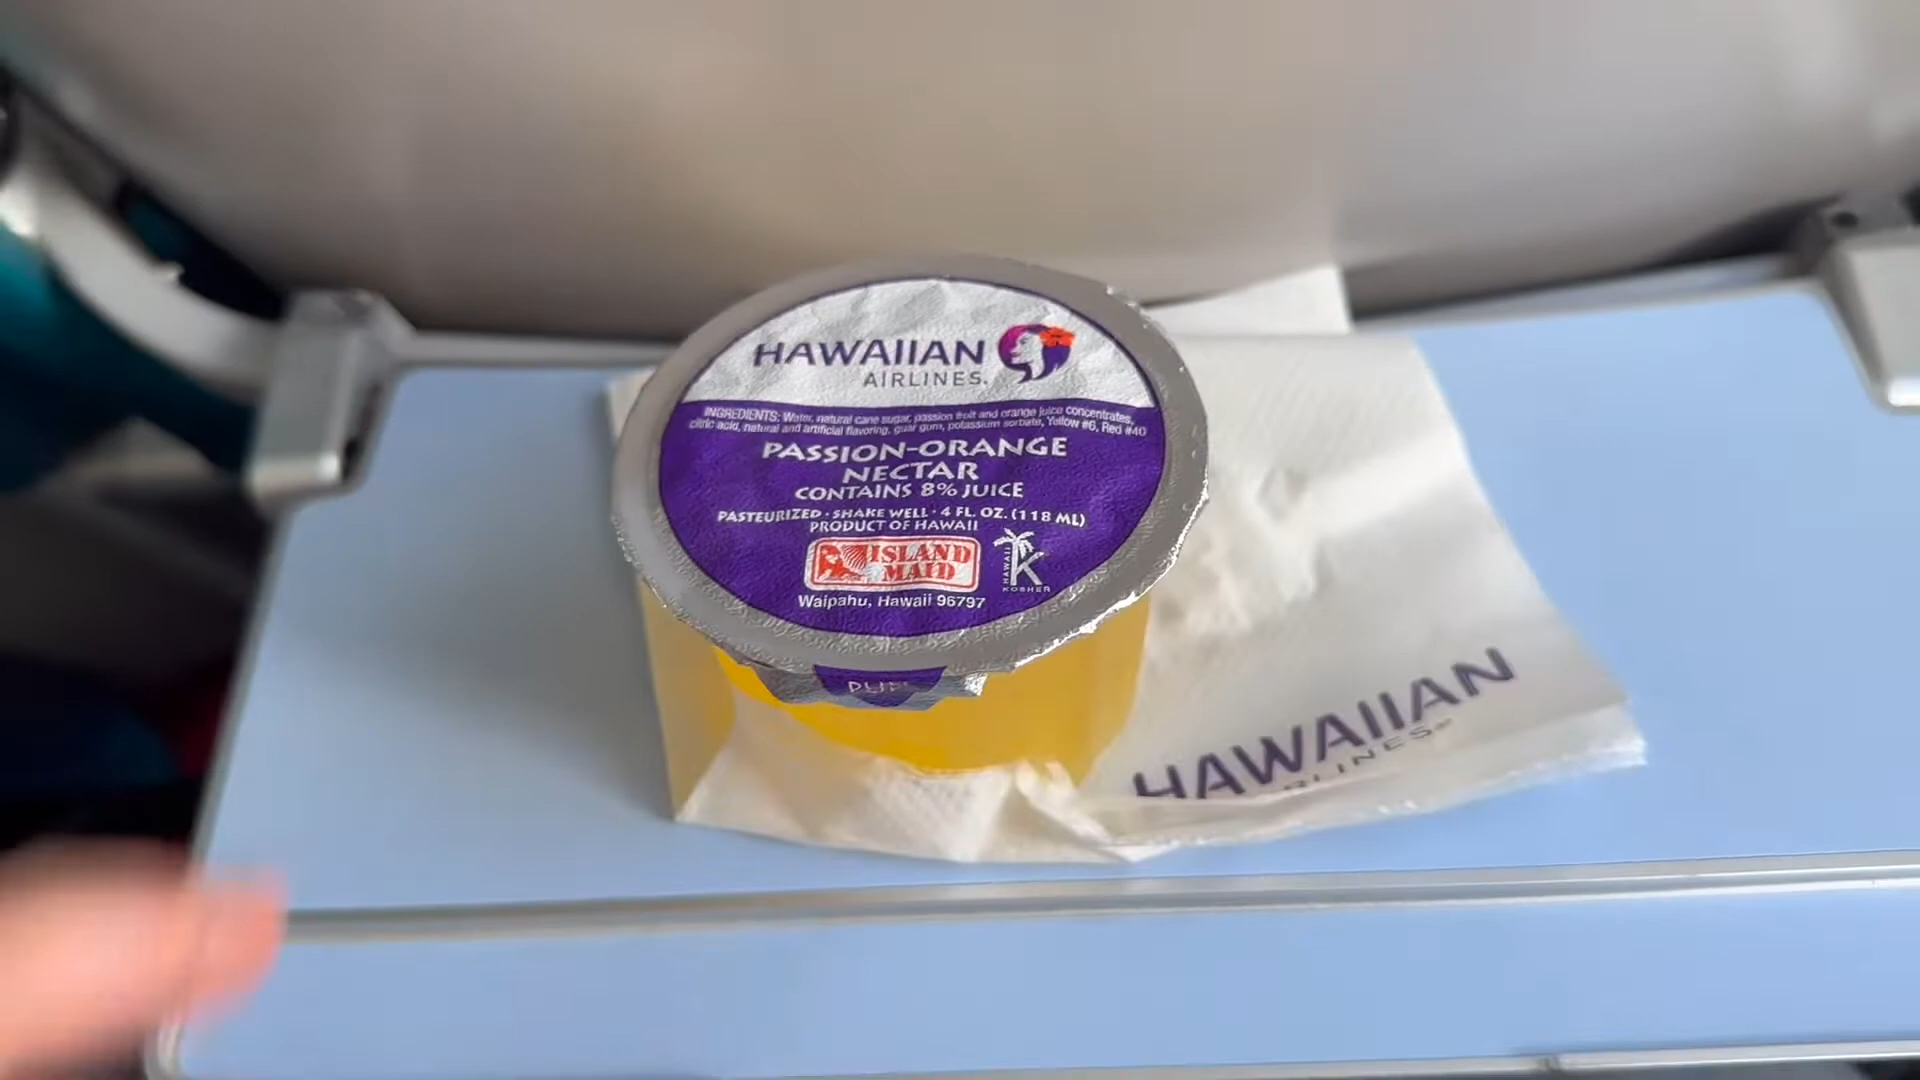 HAWAIIAN
AIRLINES®
INGREDIENTS: Water, natural cane sugar, passion fruit and orange juice concentrates,
citric acid, natural and artificial flavoring, guar gum, potassium sorbate, Yellow #6, Red #40
PASSION-ORANGE
NECTAR
CONTAINS 8% JUICE
PASTEURIZED · SHAKE WELL · 4 FL. OZ. (118 ML)
PRODUCT OF HAWAII
ISLAND
MAID
HAWAII
K
KOSHER
Waipahu, Hawaii 96797
HAWAIIAN